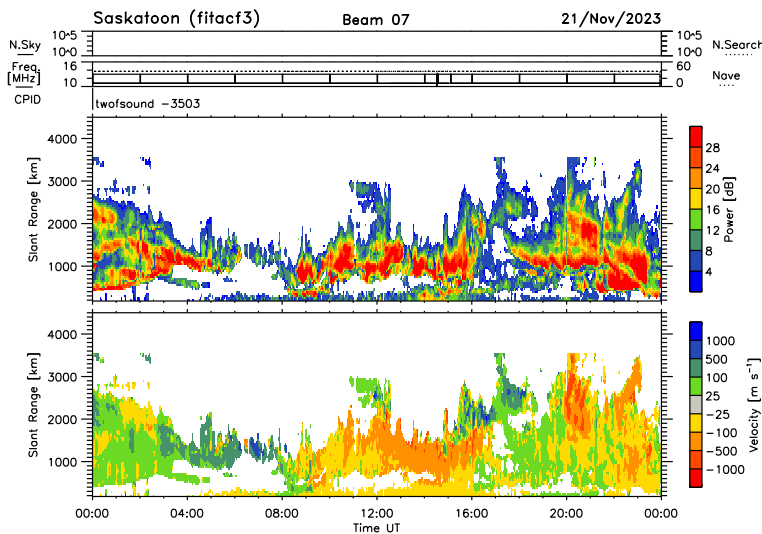 Saskatoon (fitacf3) Beam 07 21/Nov/2023
N.Sky 10^5 10^5 N.Search
10^0 10^0
Freq. 16 60 Nave
[MHz] 10 0
CPID twofsound -3503
Slant Range [km]
4000
3000
2000
1000
28
24
20
16
12
8
4
Power [dB]
Slant Range [km]
4000
3000
2000
1000
1000
500
100
25
-25
-100
-500
-1000
Velocity [m s^-1]
00:00 04:00 08:00 12:00 16:00 20:00 00:00
Time UT